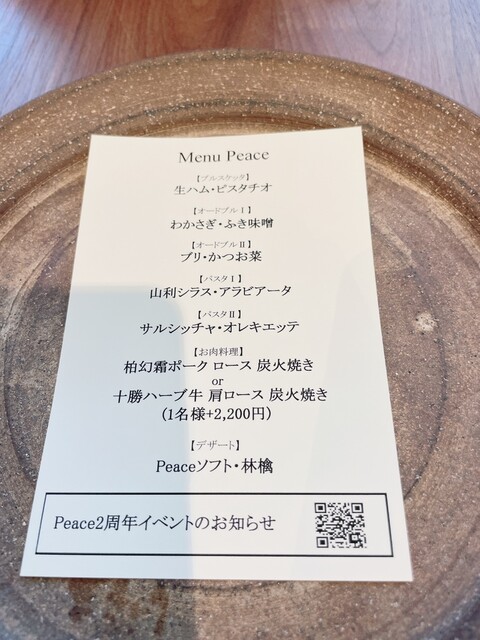 Menu Peace
【ブルスケッタ】
生ハム・ピスタチオ
【オードブルⅠ】
わかさぎ・ふき味噌
【オードブルⅡ】
ブリ・かつお菜
【パスタⅠ】
山利シラス・アラビアータ
【パスタⅡ】
サルシッチャ・オレキエッテ
【お肉料理】
柏幻霜ポーク ロース 炭火焼き
or
十勝ハーブ牛 肩ロース 炭火焼き
(1名様+2,200円)
【デザート】
Peaceソフト・林檎
Peace2周年イベントのお知らせ